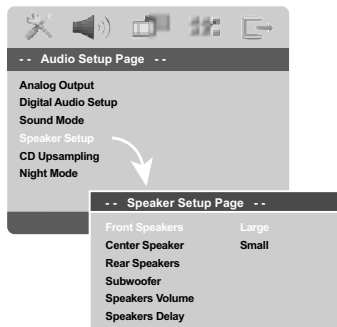 - - Audio Setup Page - -
Analog Output
Digital Audio Setup
Sound Mode
Speaker Setup
CD Upsampling
Night Mode
- - Speaker Setup Page - -
Front Speakers Large
Center Speaker Small
Rear Speakers
Subwoofer
Speakers Volume
Speakers Delay